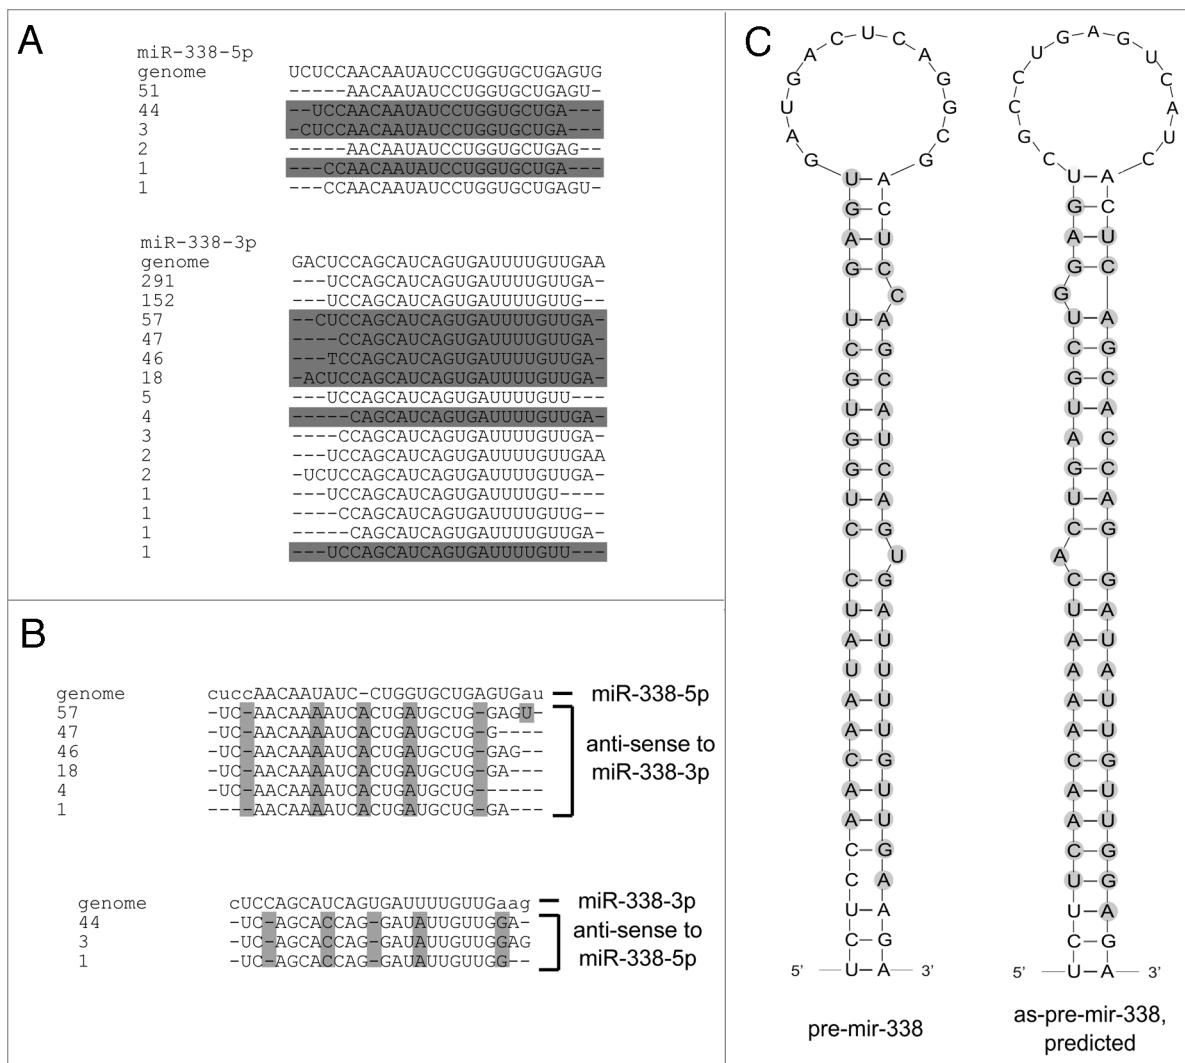 A
miR-338-5p
genome UCUCCAACAAUAUCCUGGUGCUGAGUG
51 -----AACAAUAUCCUGGUGCUGAGU-
44 --UCCAACAAUAUCCUGGUGCUGA---
3 -CUCCAACAAUAUCCUGGUGCUGA---
2 -----AACAAUAUCCUGGUGCUGAG--
1 ---CCAACAAUAUCCUGGUGCUGA---
1 ---CCAACAAUAUCCUGGUGCUGAGU-
miR-338-3p
genome GACUCCAGCAUCAGUGAUUUUGUUGAA
291 ---UCCAGCAUCAGUGAUUUUGUUGA-
152 ---UCCAGCAUCAGUGAUUUUGUUG--
57 --CUCCAGCAUCAGUGAUUUUGUUGA-
47 ----CCAGCAUCAGUGAUUUUGUUGA-
46 ---TCCAGCAUCAGUGAUUUUGUUGA-
18 -ACUCCAGCAUCAGUGAUUUUGUUGA-
5 ---UCCAGCAUCAGUGAUUUUGUU---
4 -----CAGCAUCAGUGAUUUUGUUGA-
3 ----CCAGCAUCAGUGAUUUUGUUGA-
2 ---UCCAGCAUCAGUGAUUUUGUUGAA
2 -UCUCCAGCAUCAGUGAUUUUGUUGA-
1 ---UCCAGCAUCAGUGAUUUUGU----
1 ----CCAGCAUCAGUGAUUUUGUUG--
1 -----CAGCAUCAGUGAUUUUGUUGA-
1 ---UCCAGCAUCAGUGAUUUUGUU---
B
genome cuccAACAAUAUC-CUGGUGCUGAGUGau miR-338-5p
57 -UC-AACAAAAUCACUGAUGCUG-GAGU-
47 -UC-AACAAAAUCACUGAUGCUG-G----
46 -UC-AACAAAAUCACUGAUGCUG-GAG--
18 -UC-AACAAAAUCACUGAUGCUG-GA---
4 -UC-AACAAAAUCACUGAUGCUG------
1 ----AACAAAAUCACUGAUGCUG-GA---
anti-sense to
miR-338-3p
genome cUCCAGCAUCAGUGAUUUUGUUGaag miR-338-3p
44 -UC-AGCACCAG-GAUAUUGUUGGA-
3 -UC-AGCACCAG-GAUAUUGUUGGAG
1 -UC-AGCACCAG-GAUAUUGUUGG--
anti-sense to
miR-338-5p
C
G A U G A C U C A G G C G
U A
G C
A U
G C
C
U A
C G
G C
U A
G U
G C
U A
C G
U
C G
U A
A U
U U
A U
A U
C G
A U
A U
C G
C A
U A
C G
5' U A 3'
pre-mir-338
C G C C U G A G U C A U C
U A
G C
A U
G C
G
U A
C G
G C
U A
A C
G C
U A
C G
A
C G
U A
A U
A A
A U
A U
C G
A U
A U
C G
U G
U A
C G
5' U A 3'
as-pre-mir-338,
predicted